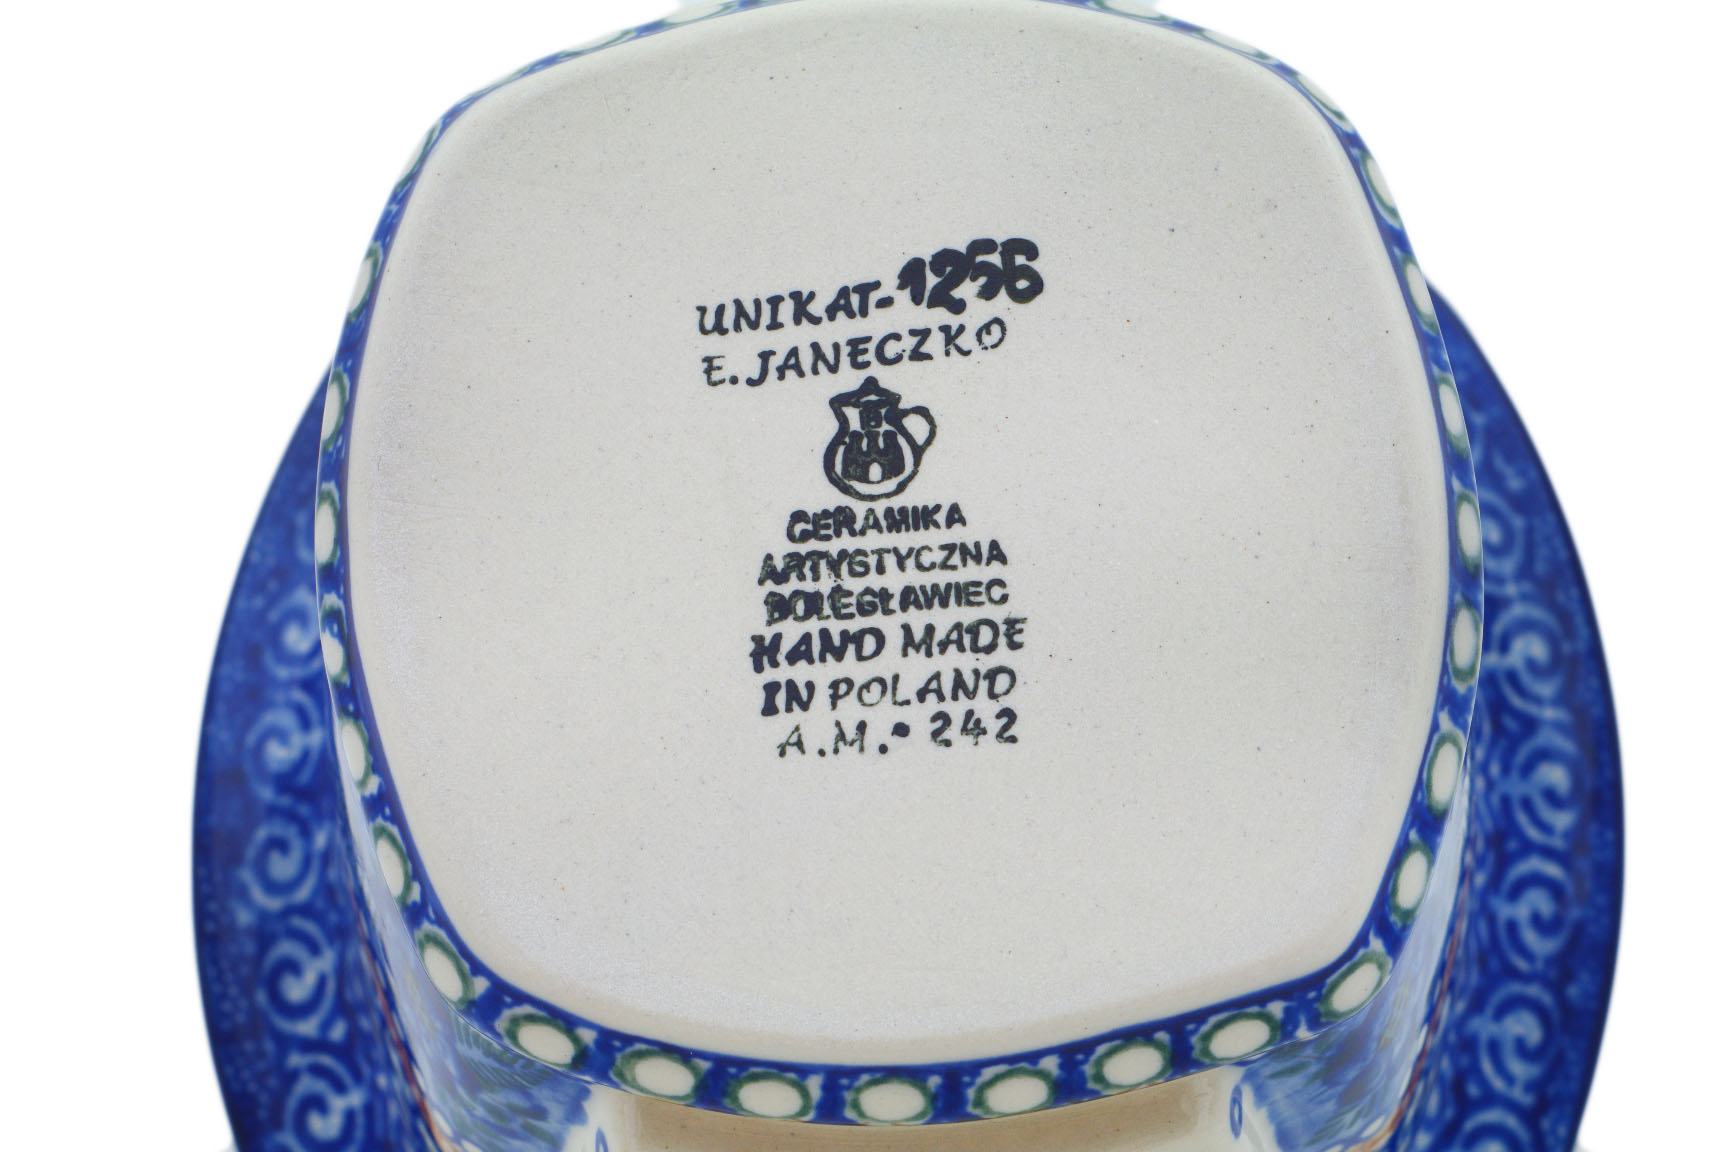 UNIKAT-1256
E. JANECZKO
CERAMIKA
ARTYSTYCZNA
BOLESŁAWIEC
HAND MADE
IN POLAND
A.M.• 242